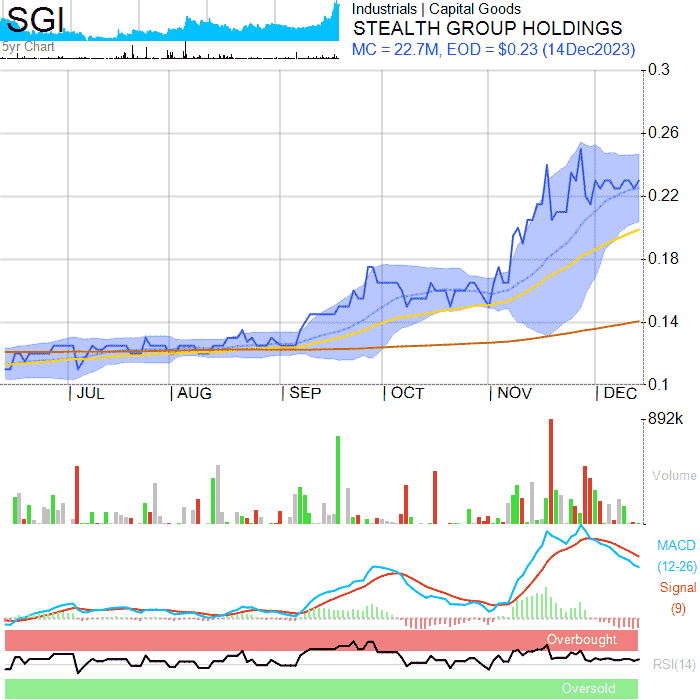 SGI
5yr Chart
Industrials | Capital Goods
STEALTH GROUP HOLDINGS
MC = 22.7M, EOD = $0.23 (14Dec2023)
0.3
0.26
0.22
0.18
0.14
0.1
JUL AUG SEP OCT NOV DEC
892k
Volume
MACD
(12-26)
Signal
(9)
Overbought
RSI(14)
Oversold